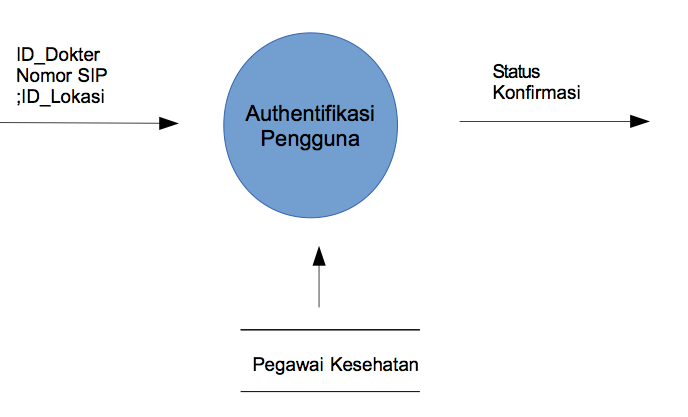 ID_Dokter
Nomor SIP
;ID_Lokasi
Authentifikasi
Pengguna
Status
Konfirmasi
Pegawai Kesehatan